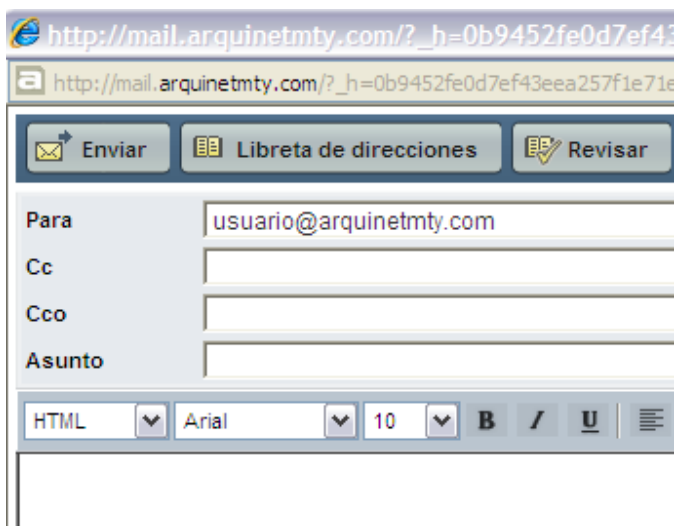 http://mail.arquinetmty.com/?_h=0b9452fe0d7ef43
http://mail.arquinetmty.com/?_h=0b9452fe0d7ef43eea257f1e71e
Enviar Libreta de direcciones Revisar
Para usuario@arquinetmty.com
Cc
Cco
Asunto
HTML Arial 10 B I U